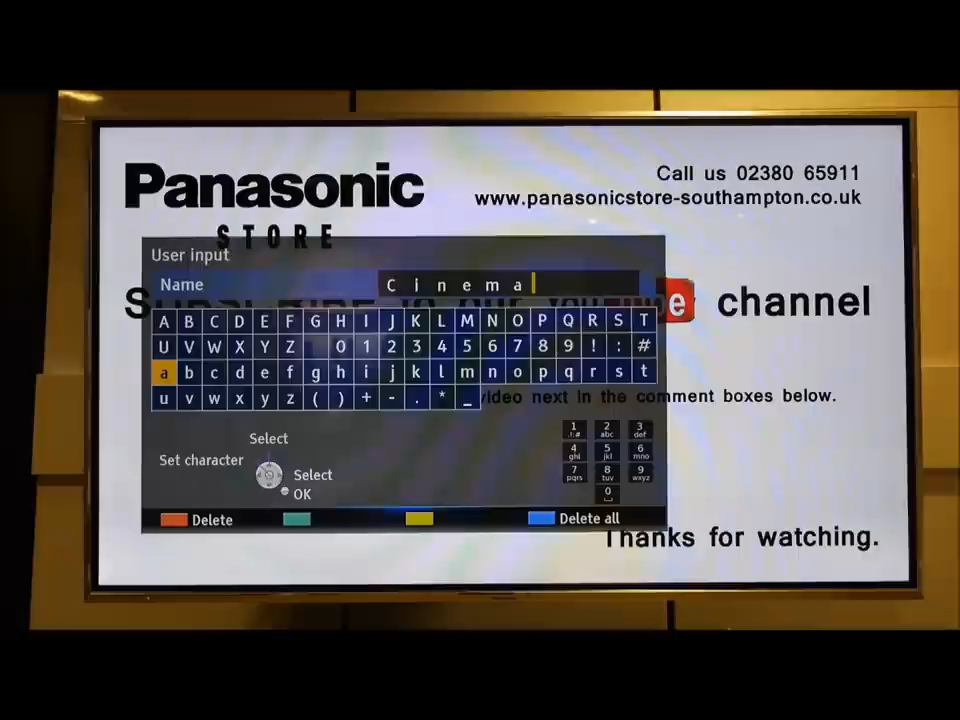 Panasonic
STORE
Call us 02380 65911
www.panasonicstore-southampton.co.uk
User input
Name
Cinema
channel
A B C D E F G H I J K L M N O P Q R S T
U V W X Y Z 0 1 2 3 4 5 6 7 8 9 ! : #
a b c d e f g h i j k l m n o p q r s t
u v w x y z ( ) + - . * _
video next in the comment boxes below.
Select
Set character
Select
OK
1 2 abc 3 def
4 ghi 5 jkl 6 mno
7 pqrs 8 tuv 9 wxyz
0
Delete
Delete all
Thanks for watching.